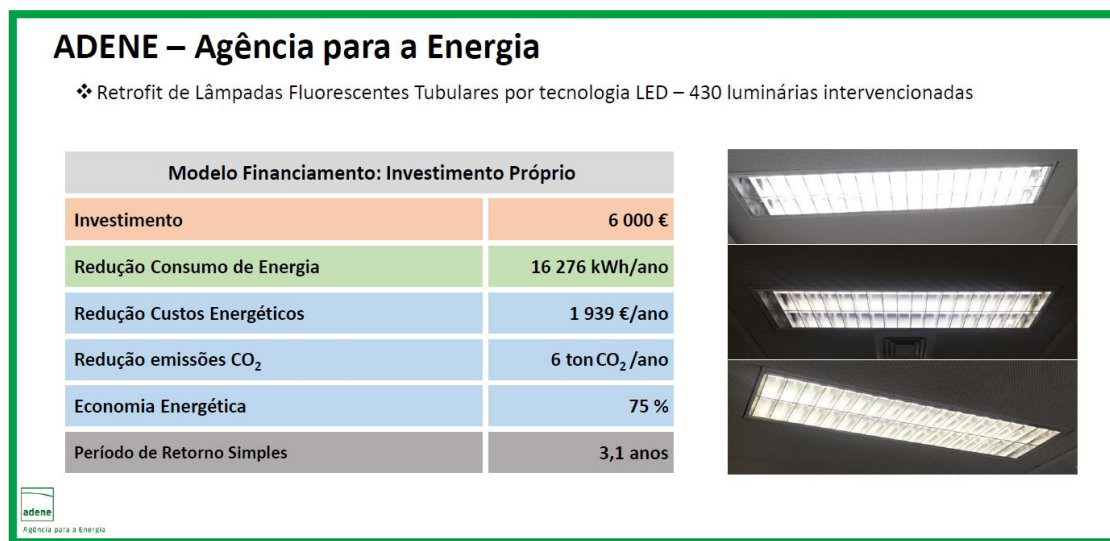 ADENE – Agência para a Energia
❖ Retrofit de Lâmpadas Fluorescentes Tubulares por tecnologia LED – 430 luminárias intervencionadas
Modelo Financiamento: Investimento Próprio
Investimento 6 000 €
Redução Consumo de Energia 16 276 kWh/ano
Redução Custos Energéticos 1 939 €/ano
Redução emissões CO₂ 6 ton CO₂ /ano
Economia Energética 75 %
Período de Retorno Simples 3,1 anos
adene
Agência para a Energia